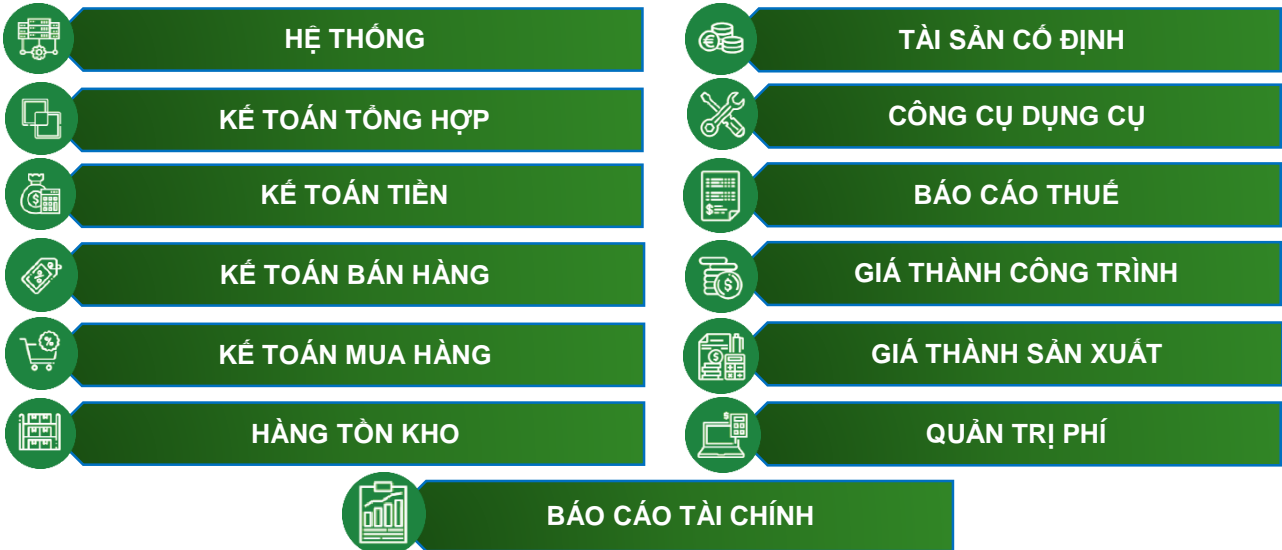 HỆ THỐNG
KẾ TOÁN TỔNG HỢP
KẾ TOÁN TIỀN
KẾ TOÁN BÁN HÀNG
KẾ TOÁN MUA HÀNG
HÀNG TỒN KHO
TÀI SẢN CỐ ĐỊNH
CÔNG CỤ DỤNG CỤ
BÁO CÁO THUẾ
GIÁ THÀNH CÔNG TRÌNH
GIÁ THÀNH SẢN XUẤT
QUẢN TRỊ PHÍ
BÁO CÁO TÀI CHÍNH